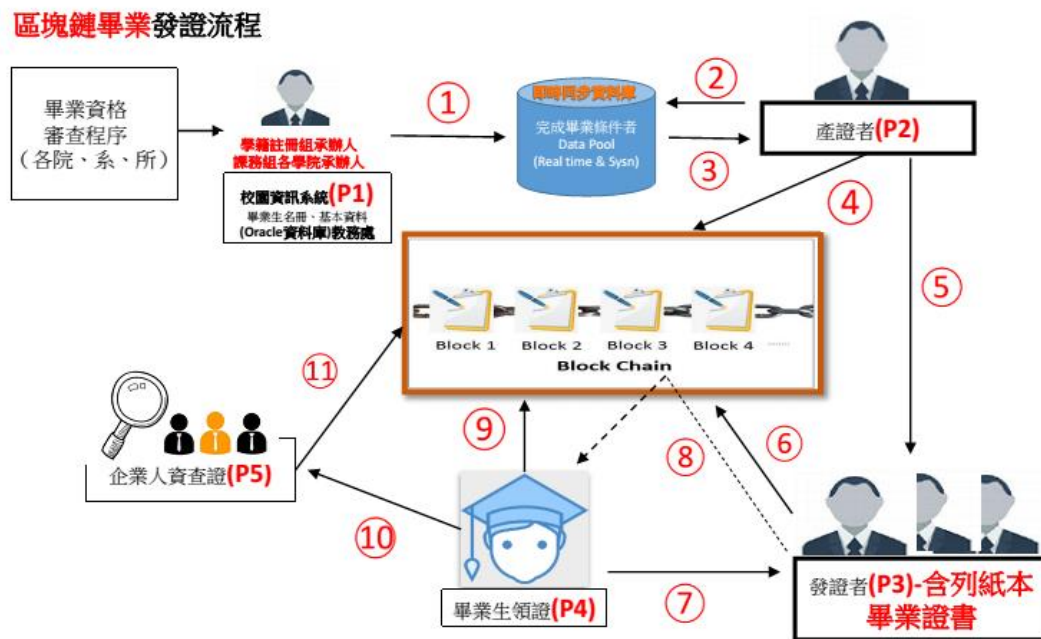 區塊鏈畢業發證流程
畢業資格
審查程序
（各院、系、所）
學籍註冊組承辦人
課務組各學院承辦人
校園資訊系統(P1)
畢業生名冊、基本資料
(Oracle資料庫)教務處
①
即時同步資料庫
完成畢業條件者
Data Pool
(Real time & Sysn)
②
③
產證者(P2)
④
⑤
Block 1
Block 2
Block 3
Block 4
Block Chain
⑪
⑨
⑧
⑥
企業人資查證(P5)
⑩
畢業生領證(P4)
⑦
發證者(P3)-含列紙本
畢業證書